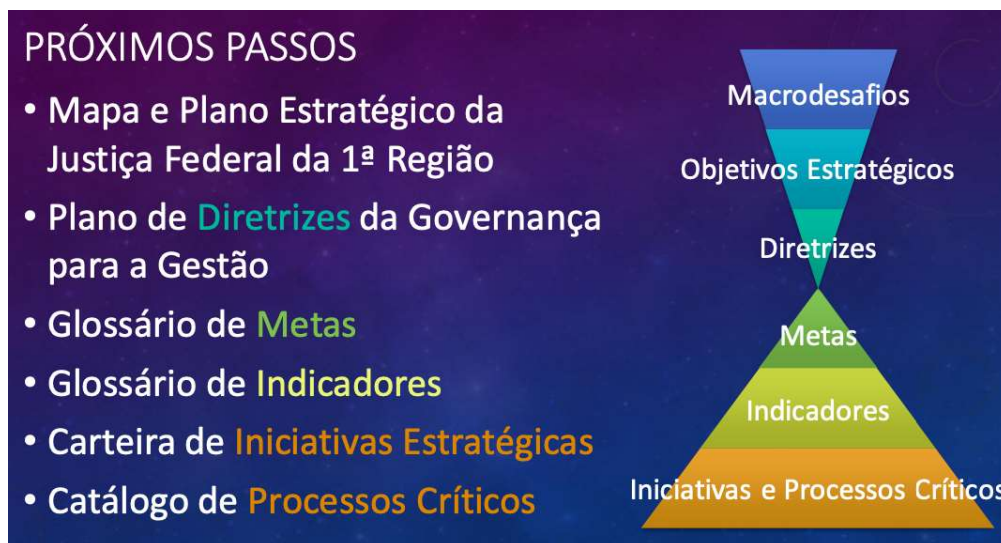 PRÓXIMOS PASSOS
• Mapa e Plano Estratégico da
Justiça Federal da 1ª Região
• Plano de Diretrizes da Governança
para a Gestão
• Glossário de Metas
• Glossário de Indicadores
• Carteira de Iniciativas Estratégicas
• Catálogo de Processos Críticos
Macrodesafios
Objetivos Estratégicos
Diretrizes
Metas
Indicadores
Iniciativas e Processos Críticos